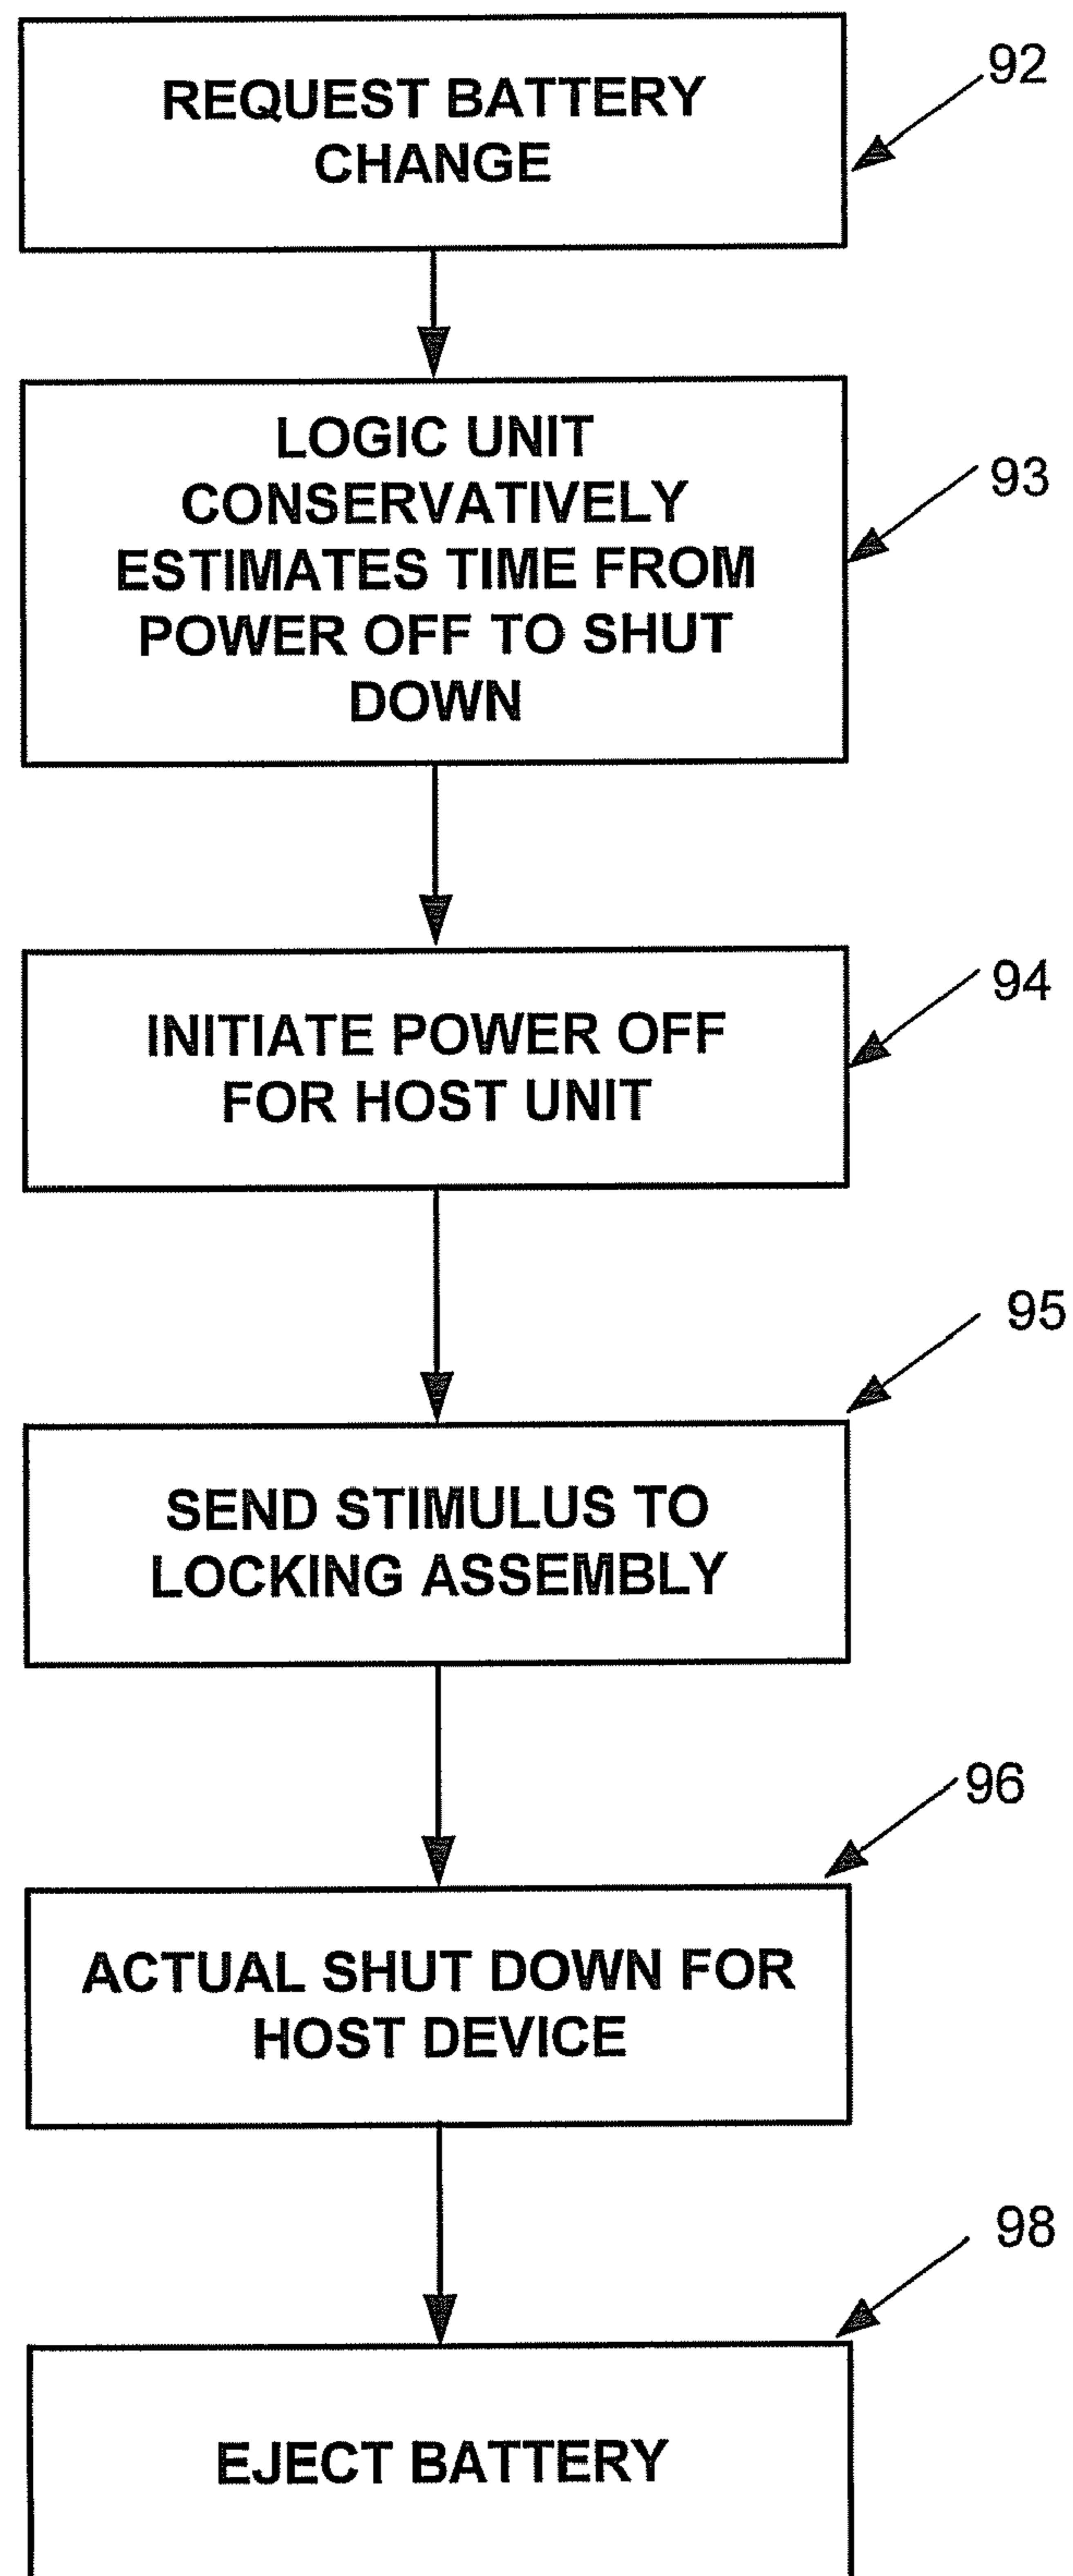 REQUEST BATTERY
CHANGE
92
LOGIC UNIT
CONSERVATIVELY
ESTIMATES TIME FROM
POWER OFF TO SHUT
DOWN
93
INITIATE POWER OFF
FOR HOST UNIT
94
SEND STIMULUS TO
LOCKING ASSEMBLY
95
ACTUAL SHUT DOWN FOR
HOST DEVICE
96
EJECT BATTERY
98